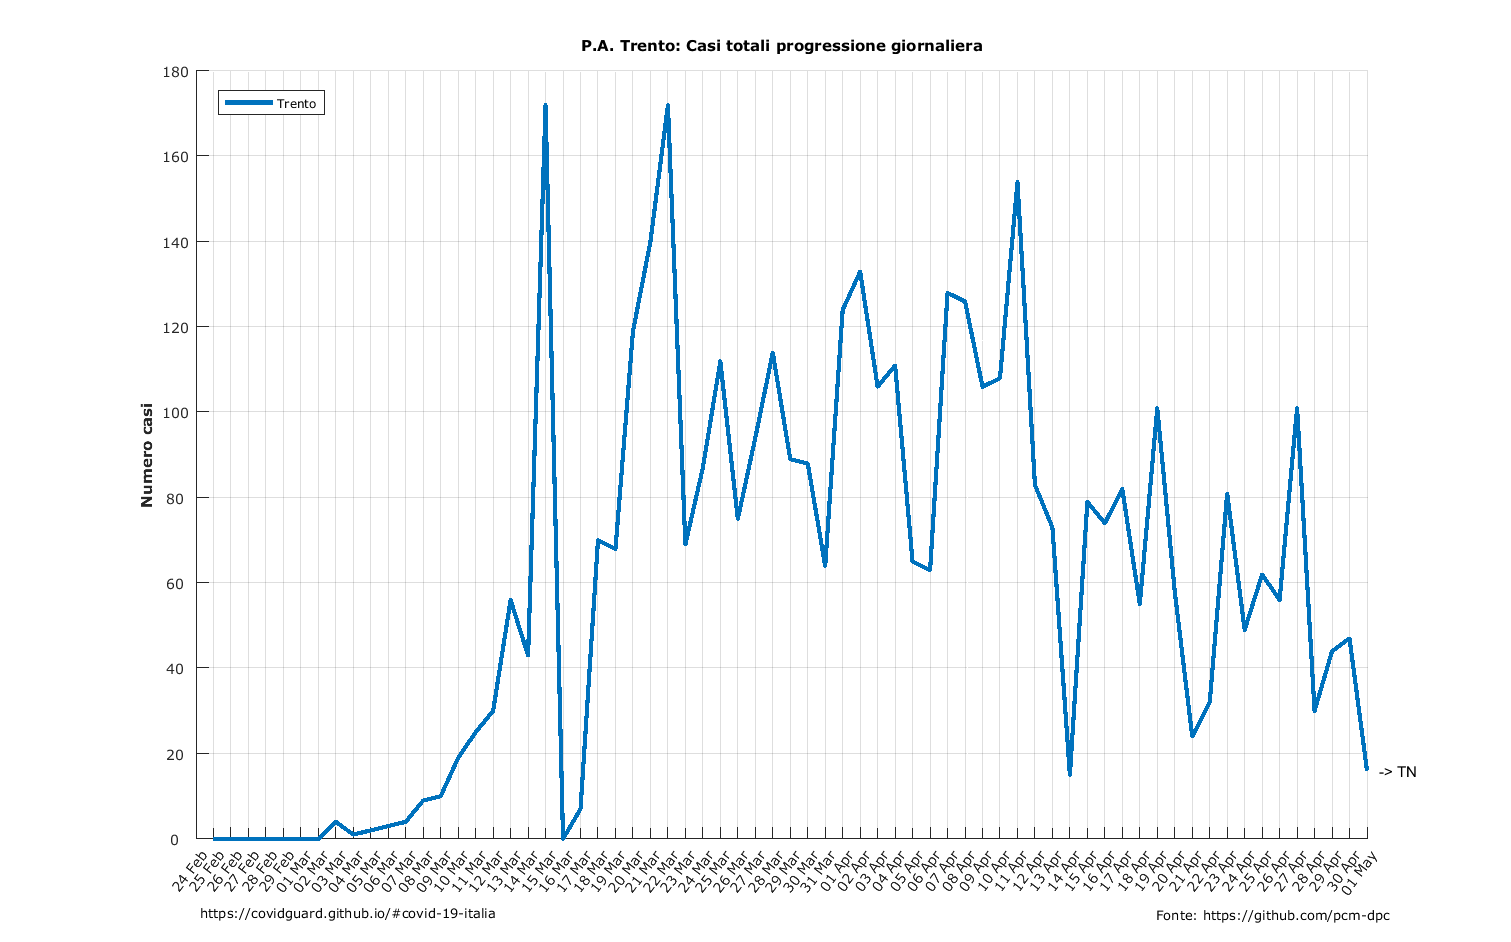 P.A. Trento: Casi totali progressione giornaliera
Trento
180
160
140
120
100
80
60
40
20
0
Numero casi
-> TN
24 Feb
25 Feb
26 Feb
27 Feb
28 Feb
29 Feb
01 Mar
02 Mar
03 Mar
04 Mar
05 Mar
06 Mar
07 Mar
08 Mar
09 Mar
10 Mar
11 Mar
12 Mar
13 Mar
14 Mar
15 Mar
16 Mar
17 Mar
18 Mar
19 Mar
20 Mar
21 Mar
22 Mar
24 Mar
25 Mar
26 Mar
27 Mar
28 Mar
29 Mar
30 Mar
31 Mar
01 Apr
02 Apr
03 Apr
04 Apr
05 Apr
06 Apr
07 Apr
08 Apr
09 Apr
10 Apr
11 Apr
12 Apr
13 Apr
14 Apr
15 Apr
16 Apr
17 Apr
18 Apr
19 Apr
20 Apr
21 Apr
22 Apr
23 Apr
24 Apr
25 Apr
26 Apr
27 Apr
28 Apr
29 Apr
30 Apr
01 May
https://covidguard.github.io/#covid-19-italia
Fonte: https://github.com/pcm-dpc